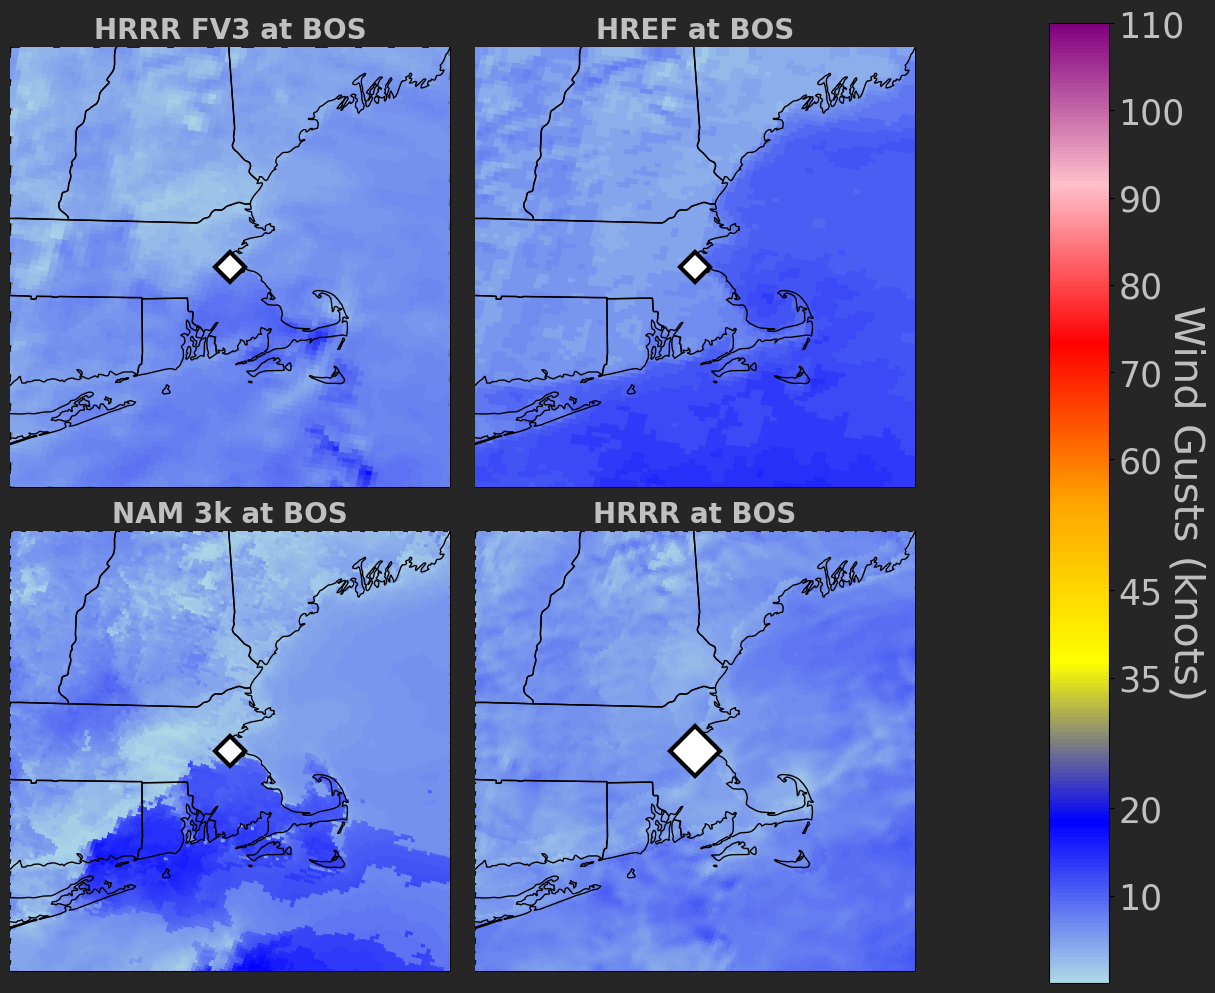 HRRR FV3 at BOS
HREF at BOS
NAM 3k at BOS
HRRR at BOS
110
100
90
80
70
60
45
35
20
10
Wind Gusts (knots)